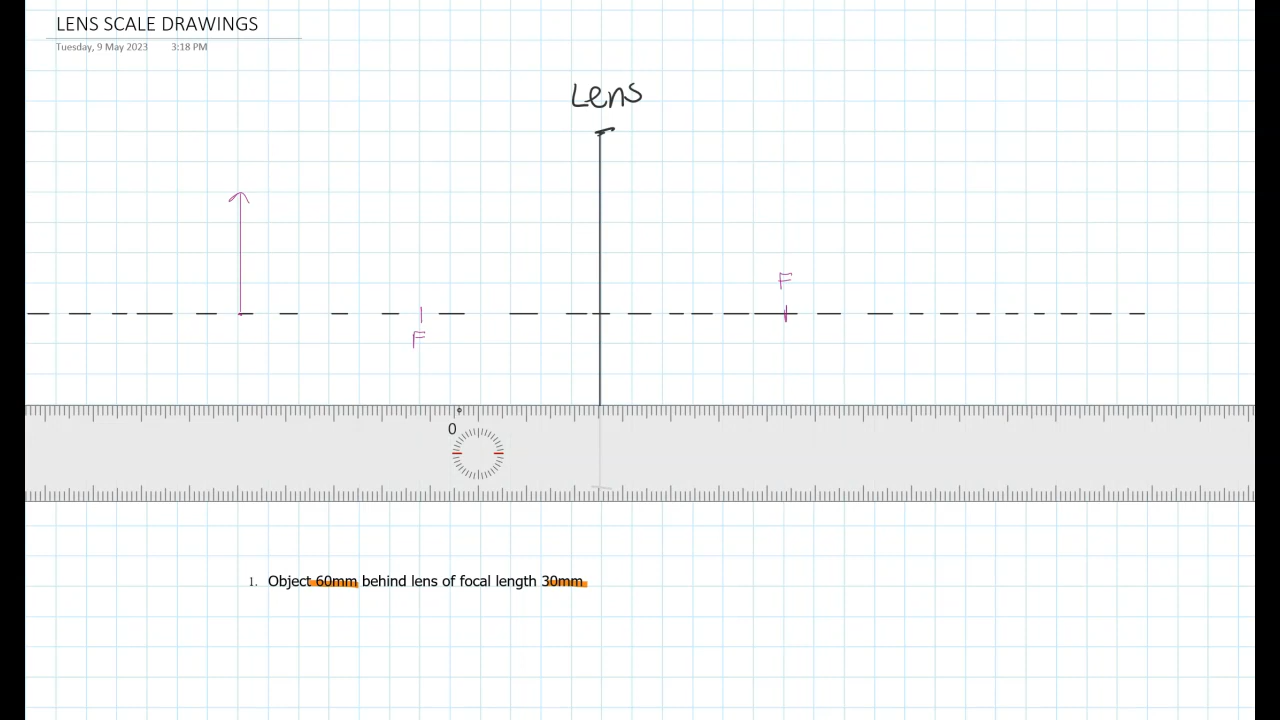 LENS SCALE DRAWINGS
Tuesday, 9 May 2023 3:18 PM
Lens
F
F
0
1. Object 60mm behind lens of focal length 30mm